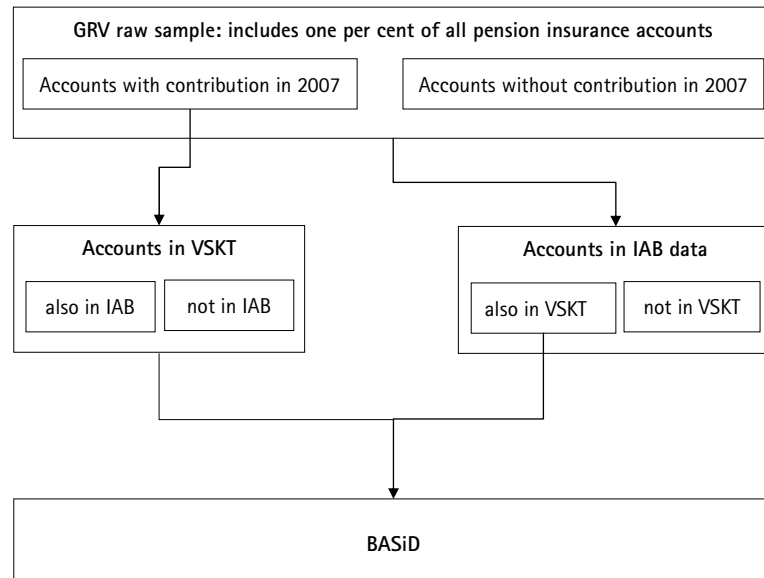 GRV raw sample: includes one per cent of all pension insurance accounts
Accounts with contribution in 2007
Accounts without contribution in 2007
Accounts in VSKT
also in IAB
not in IAB
Accounts in IAB data
also in VSKT
not in VSKT
BASiD